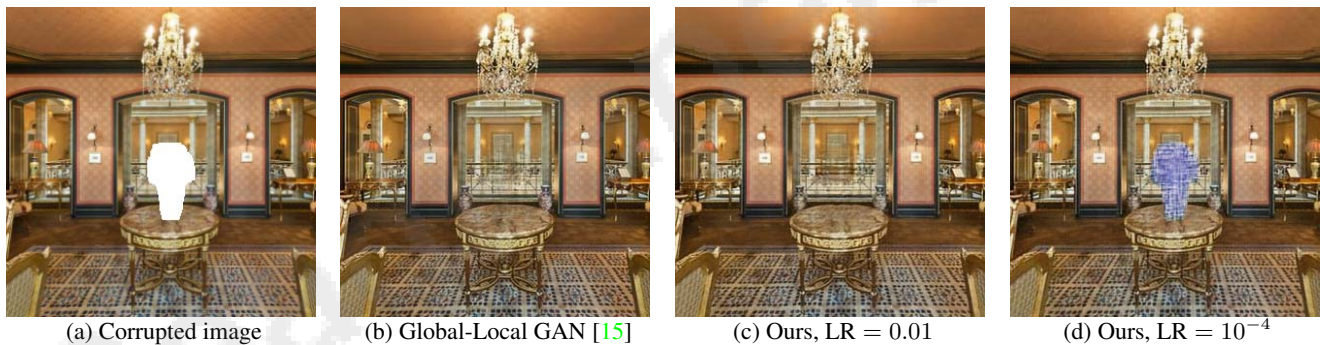 (a) Corrupted image
(b) Global-Local GAN [15]
(c) Ours, LR = 0.01
(d) Ours, LR = 10⁻⁴